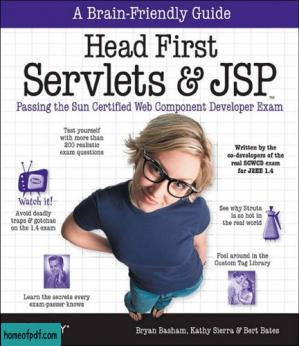 A Brain-Friendly Guide
Head First
Servlets & JSP
TM
Passing the Sun Certified Web Component Developer Exam
Test yourself
with more than
200 realistic
exam questions
Written by the
co-developers of the
real SCWCD exam
for J2EE 1.4
Watch it!
Avoid deadly
traps & gotchas
on the 1.4 exam
See why Struts
is so hot in the
real world
Fool around in the
Custom Tag Library
Learn the secrets every
exam-passer knows
Y®
Bryan Basham, Kathy Sierra & Bert Bates
homeofpdf.com